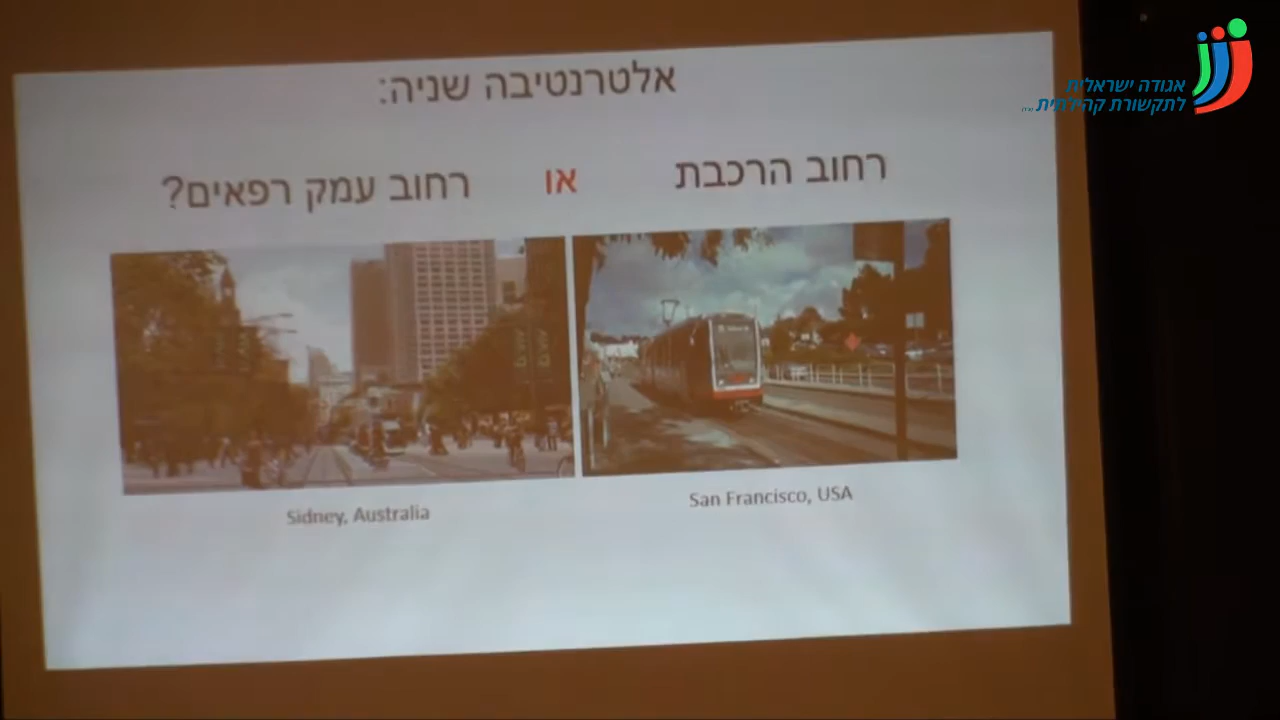 אלטרנטיבה שניה:
רחוב הרכבת או רחוב עמק רפאים?
San Francisco, USA
Sidney, Australia
אגודה ישראלית
לתקשורת קהילתית